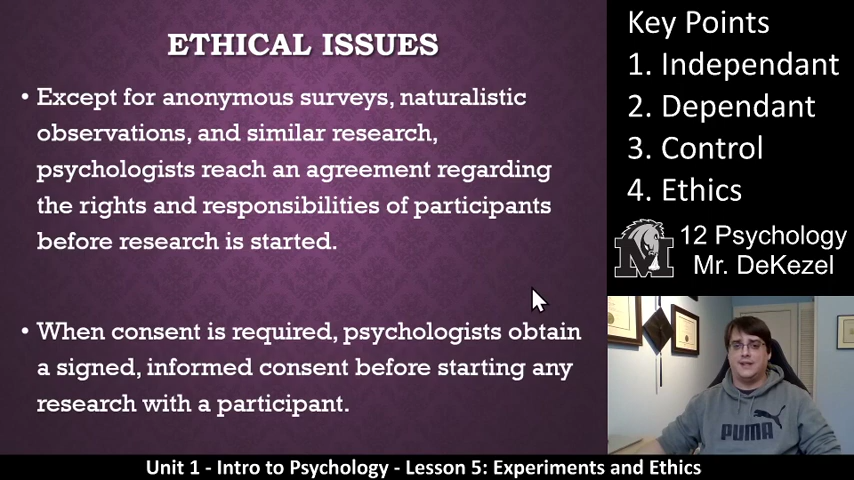 ETHICAL ISSUES
• Except for anonymous surveys, naturalistic
observations, and similar research,
psychologists reach an agreement regarding
the rights and responsibilities of participants
before research is started.
• When consent is required, psychologists obtain
a signed, informed consent before starting any
research with a participant.
Key Points
1. Independant
2. Dependant
3. Control
4. Ethics
M
12 Psychology
Mr. DeKezel
PUMA
Unit 1 - Intro to Psychology - Lesson 5: Experiments and Ethics